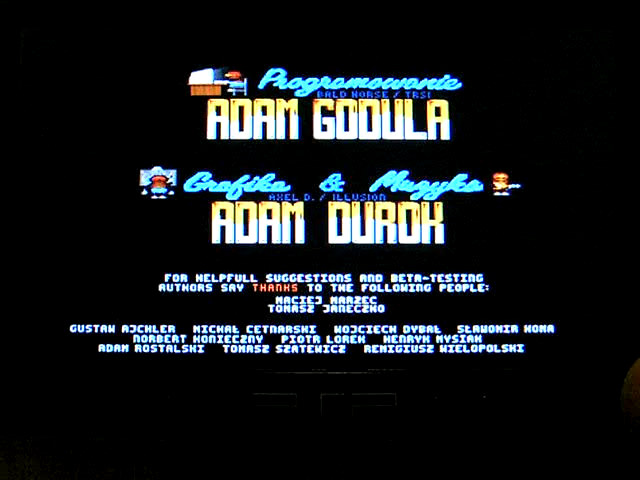 Programowanie
BALD HORSE / TRSI
ADAM GODULA
Grafika & Muzyka
AXEL D. / ILLUSION
ADAM DUROK
FOR HELPFULL SUGGESTIONS AND BETA-TESTING
AUTHORS SAY THANKS TO THE FOLLOWING PEOPLE:
MACIEJ MARZEC
TOMASZ JANECZKO
GUSTAW AJCHLER MICHAŁ CETNARSKI WOJCIECH DYBAŁ SŁAWOMIR HOMA
NORBERT KONIECZNY PIOTR LOREK HENRYK MYSIAK
ADAM ROSTALSKI TOMASZ SZATEWICZ REMIGIUSZ WIELOPOLSKI